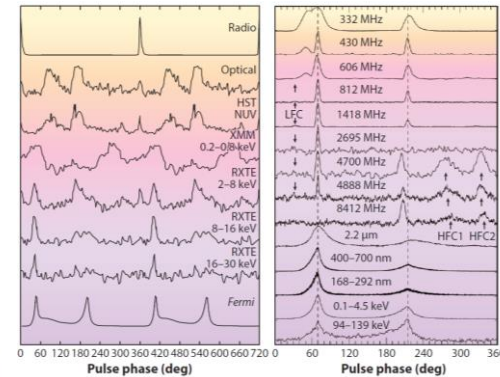 Radio
Optical
HST
NUV
XMM
0.2–0.8 keV
RXTE
2–8 keV
RXTE
8–16 keV
RXTE
16–30 keV
Fermi
0 60 120 180 240 300 360 420 480 540 600 660 720
Pulse phase (deg)
332 MHz
430 MHz
606 MHz
812 MHz
LFC
1418 MHz
2695 MHz
4700 MHz
4888 MHz
8412 MHz
HFC1 HFC2
2.2 µm
400–700 nm
168–292 nm
0.1–4.5 keV
94–139 keV
0 60 120 180 240 300 360
Pulse phase (deg)